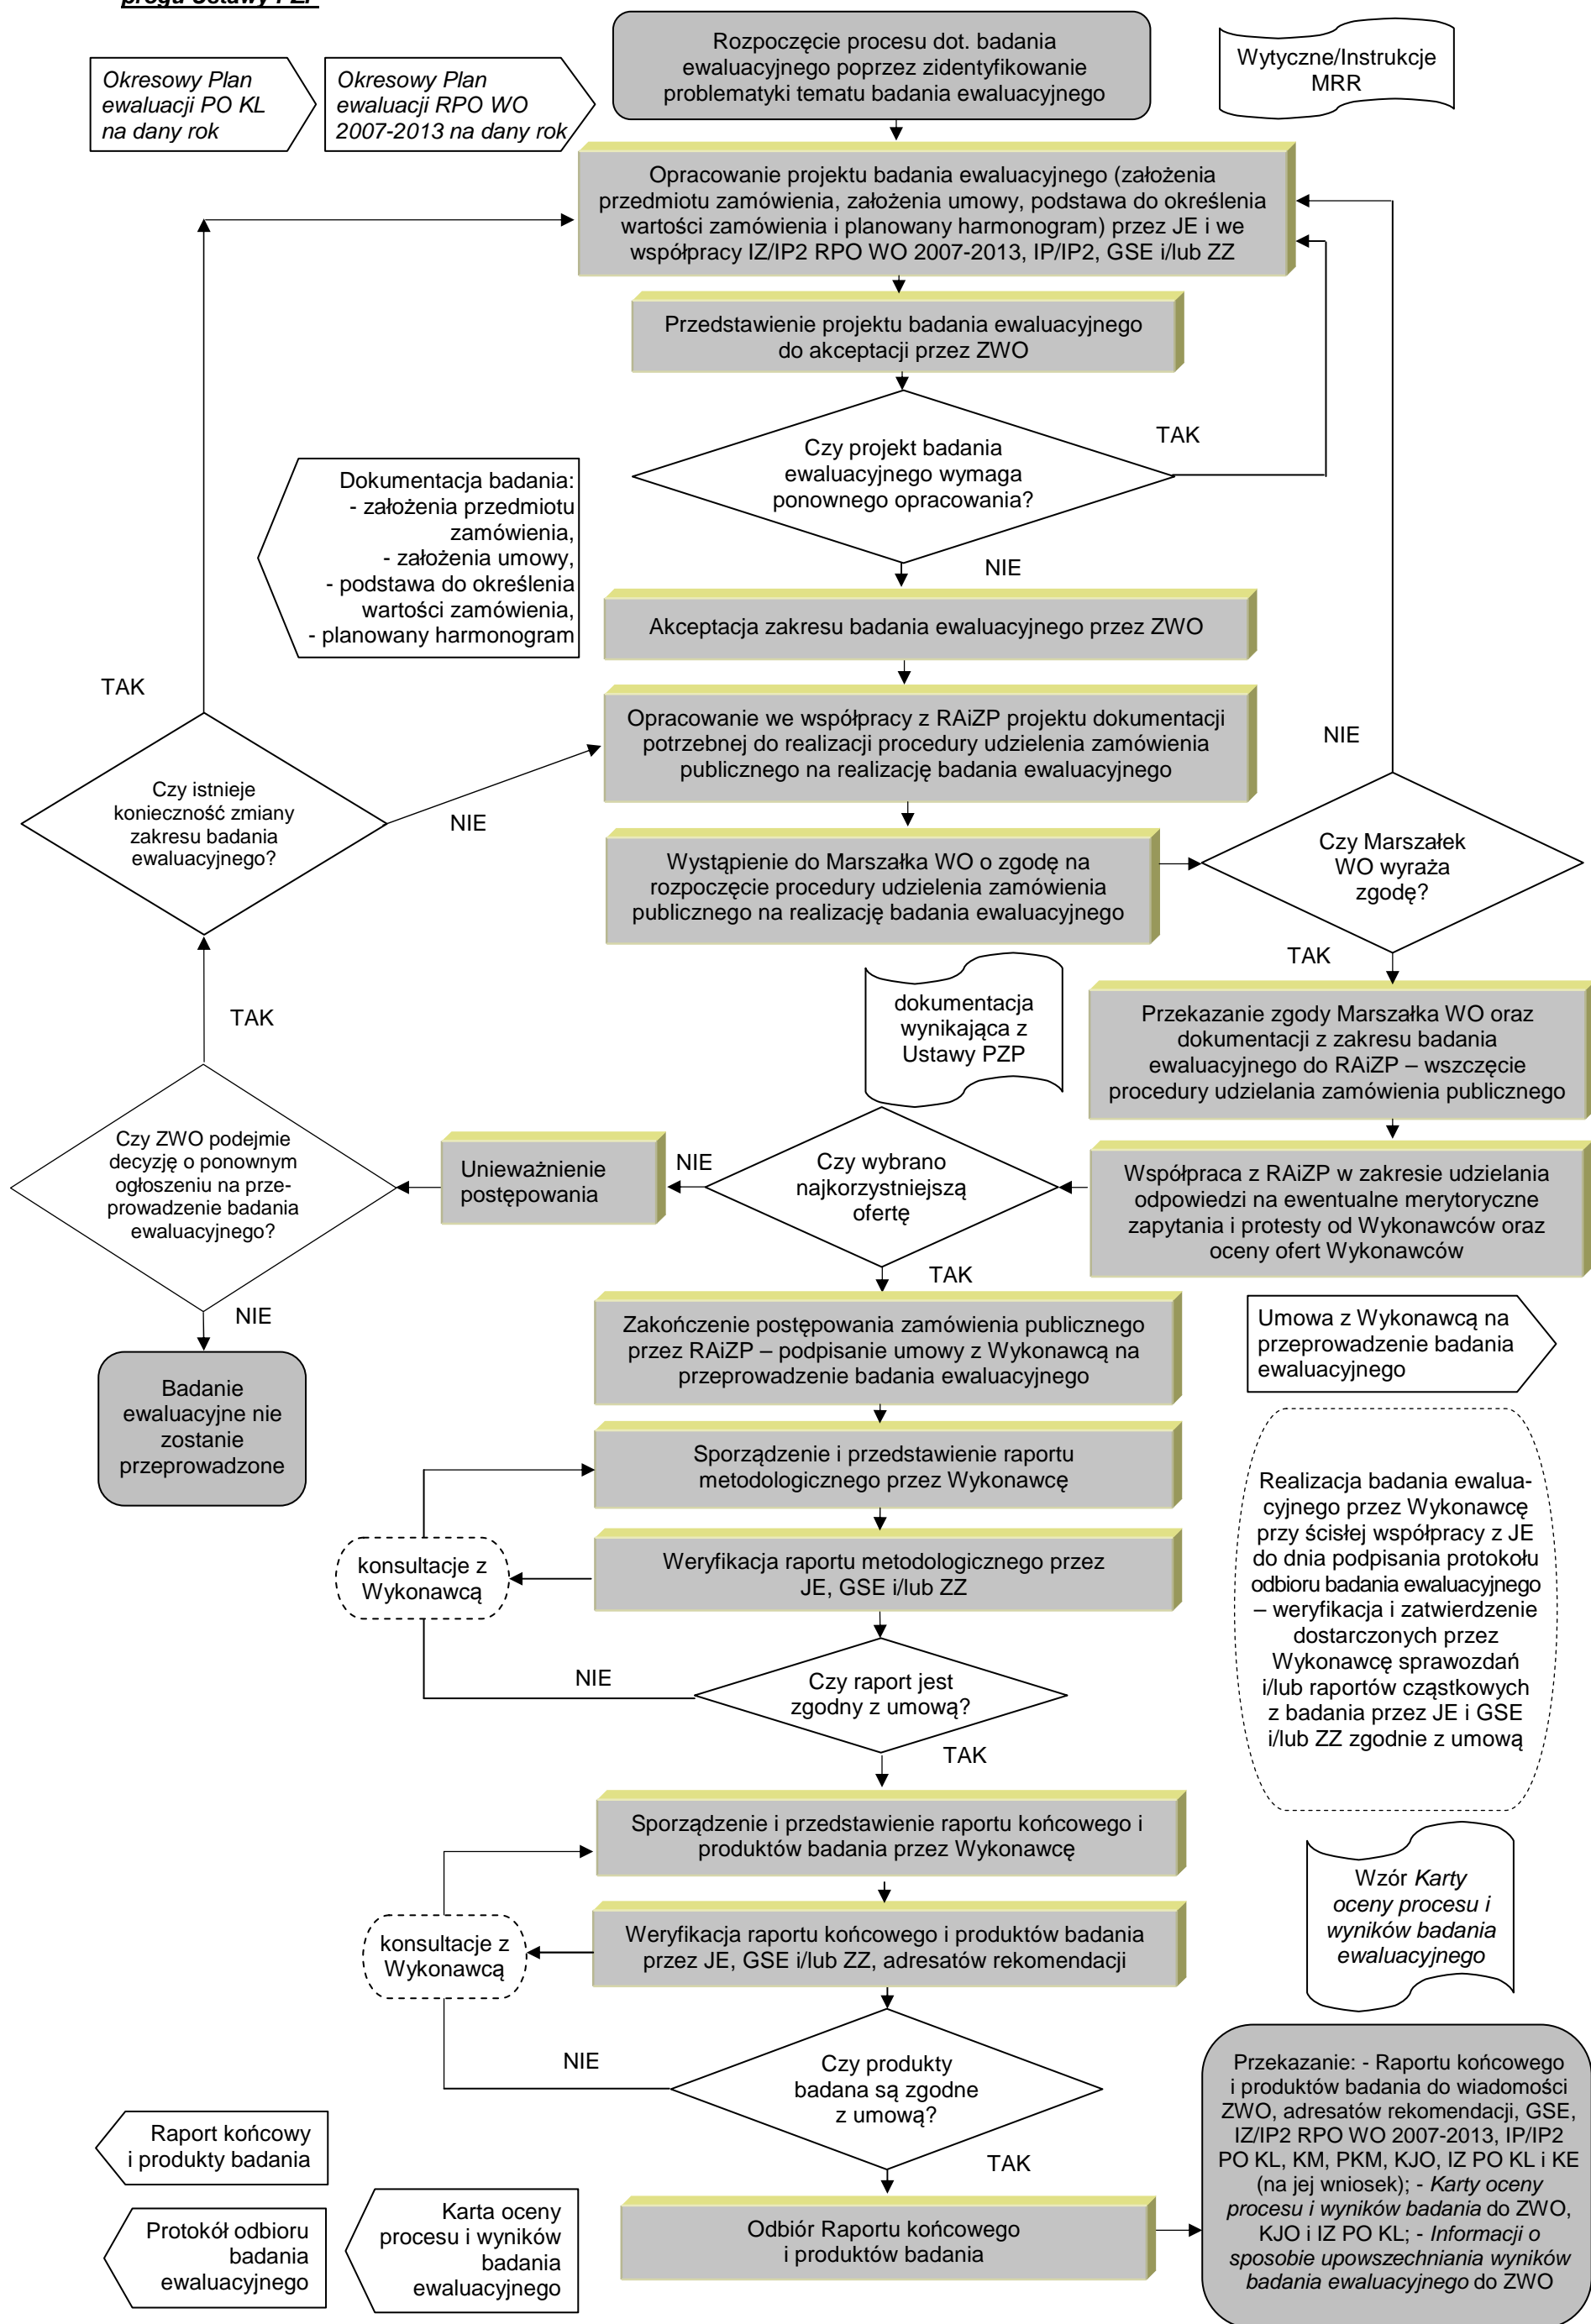 progu Ustawy PZP
Okresowy Plan
ewaluacji PO KL
na dany rok
Okresowy Plan
ewaluacji RPO WO
2007-2013 na dany rok
Rozpoczęcie procesu dot. badania
ewaluacyjnego poprzez zidentyfikowanie
problematyki tematu badania ewaluacyjnego
Wytyczne/Instrukcje
MRR
Opracowanie projektu badania ewaluacyjnego (założenia
przedmiotu zamówienia, założenia umowy, podstawa do określenia
wartości zamówienia i planowany harmonogram) przez JE i we
współpracy IZ/IP2 RPO WO 2007-2013, IP/IP2, GSE i/lub ZZ
Przedstawienie projektu badania ewaluacyjnego
do akceptacji przez ZWO
Czy projekt badania
ewaluacyjnego wymaga
ponownego opracowania?
TAK
NIE
Dokumentacja badania:
- założenia przedmiotu
zamówienia,
- założenia umowy,
- podstawa do określenia
wartości zamówienia,
- planowany harmonogram
Akceptacja zakresu badania ewaluacyjnego przez ZWO
TAK
Opracowanie we współpracy z RAiZP projektu dokumentacji
potrzebnej do realizacji procedury udzielenia zamówienia
publicznego na realizację badania ewaluacyjnego
NIE
Czy istnieje
konieczność zmiany
zakresu badania
ewaluacyjnego?
NIE
Wystąpienie do Marszałka WO o zgodę na
rozpoczęcie procedury udzielenia zamówienia
publicznego na realizację badania ewaluacyjnego
Czy Marszałek
WO wyraża
zgodę?
TAK
TAK
dokumentacja
wynikająca z
Ustawy PZP
Przekazanie zgody Marszałka WO oraz
dokumentacji z zakresu badania
ewaluacyjnego do RAiZP – wszczęcie
procedury udzielania zamówienia publicznego
Czy ZWO podejmie
decyzję o ponownym
ogłoszeniu na prze-
prowadzenie badania
ewaluacyjnego?
Unieważnienie
postępowania
NIE
Czy wybrano
najkorzystniejszą
ofertę
Współpraca z RAiZP w zakresie udzielania
odpowiedzi na ewentualne merytoryczne
zapytania i protesty od Wykonawców oraz
oceny ofert Wykonawców
TAK
NIE
Zakończenie postępowania zamówienia publicznego
przez RAiZP – podpisanie umowy z Wykonawcą na
przeprowadzenie badania ewaluacyjnego
Umowa z Wykonawcą na
przeprowadzenie badania
ewaluacyjnego
Badanie
ewaluacyjne nie
zostanie
przeprowadzone
Sporządzenie i przedstawienie raportu
metodologicznego przez Wykonawcę
Realizacja badania ewalua-
cyjnego przez Wykonawcę
przy ścisłej współpracy z JE
do dnia podpisania protokołu
odbioru badania ewaluacyjnego
– weryfikacja i zatwierdzenie
dostarczonych przez
Wykonawcę sprawozdań
i/lub raportów cząstkowych
z badania przez JE i GSE
i/lub ZZ zgodnie z umową
konsultacje z
Wykonawcą
Weryfikacja raportu metodologicznego przez
JE, GSE i/lub ZZ
NIE
Czy raport jest
zgodny z umową?
TAK
Sporządzenie i przedstawienie raportu końcowego i
produktów badania przez Wykonawcę
Wzór Karty
oceny procesu i
wyników badania
ewaluacyjnego
konsultacje z
Wykonawcą
Weryfikacja raportu końcowego i produktów badania
przez JE, GSE i/lub ZZ, adresatów rekomendacji
NIE
Czy produkty
badana są zgodne
z umową?
TAK
Przekazanie: - Raportu końcowego
i produktów badania do wiadomości
ZWO, adresatów rekomendacji, GSE,
IZ/IP2 RPO WO 2007-2013, IP/IP2
PO KL, KM, PKM, KJO, IZ PO KL i KE
(na jej wniosek); - Karty oceny
procesu i wyników badania do ZWO,
KJO i IZ PO KL; - Informacji o
sposobie upowszechniania wyników
badania ewaluacyjnego do ZWO
Raport końcowy
i produkty badania
Protokół odbioru
badania
ewaluacyjnego
Karta oceny
procesu i wyników
badania
ewaluacyjnego
Odbiór Raportu końcowego
i produktów badania